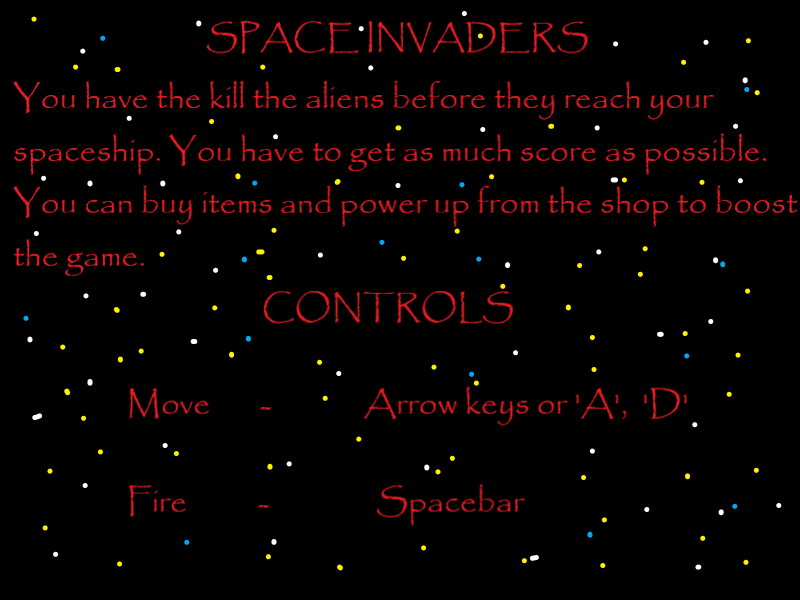 SPACE INVADERS
You have the kill the aliens before they reach your
spaceship. You have to get as much score as possible.
You can buy items and power up from the shop to boost
the game.
CONTROLS
Move - Arrow keys or 'A', 'D'
Fire - Spacebar